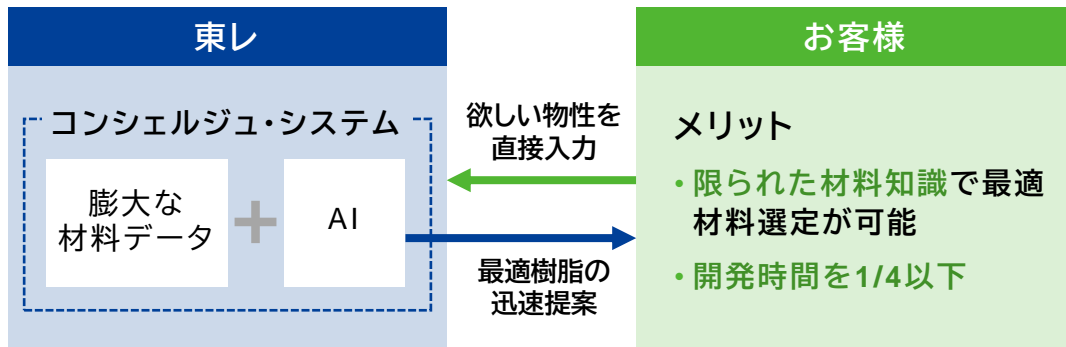 東レ
コンシェルジュ・システム
膨大な
材料データ
+
AI
欲しい物性を
直接入力
最適樹脂の
迅速提案
お客様
メリット
・限られた材料知識で最適
材料選定が可能
・開発時間を1/4以下